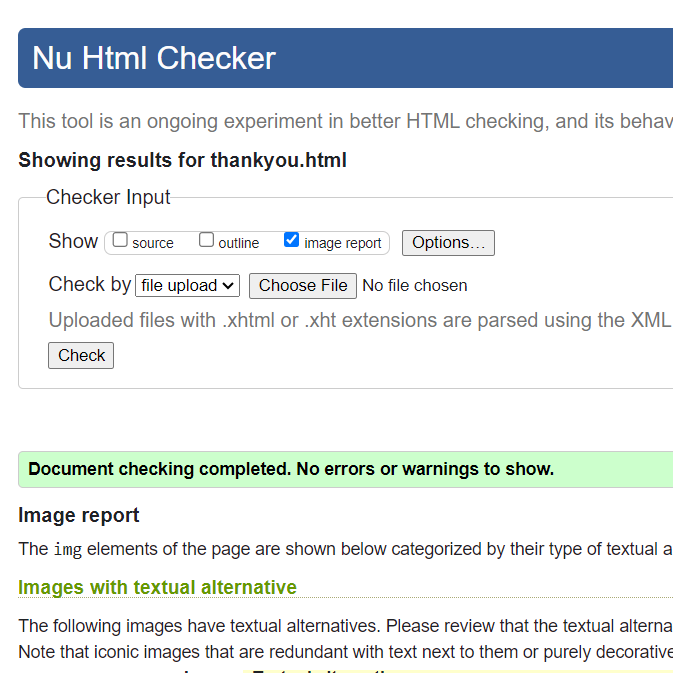 Nu Html Checker
This tool is an ongoing experiment in better HTML checking, and its behav
Showing results for thankyou.html
Checker Input
Show source outline image report Options...
Check by file upload Choose File No file chosen
Uploaded files with .xhtml or .xht extensions are parsed using the XML
Check
Document checking completed. No errors or warnings to show.
Image report
The img elements of the page are shown below categorized by their type of textual a
Images with textual alternative
The following images have textual alternatives. Please review that the textual alterna
Note that iconic images that are redundant with text next to them or purely decorative